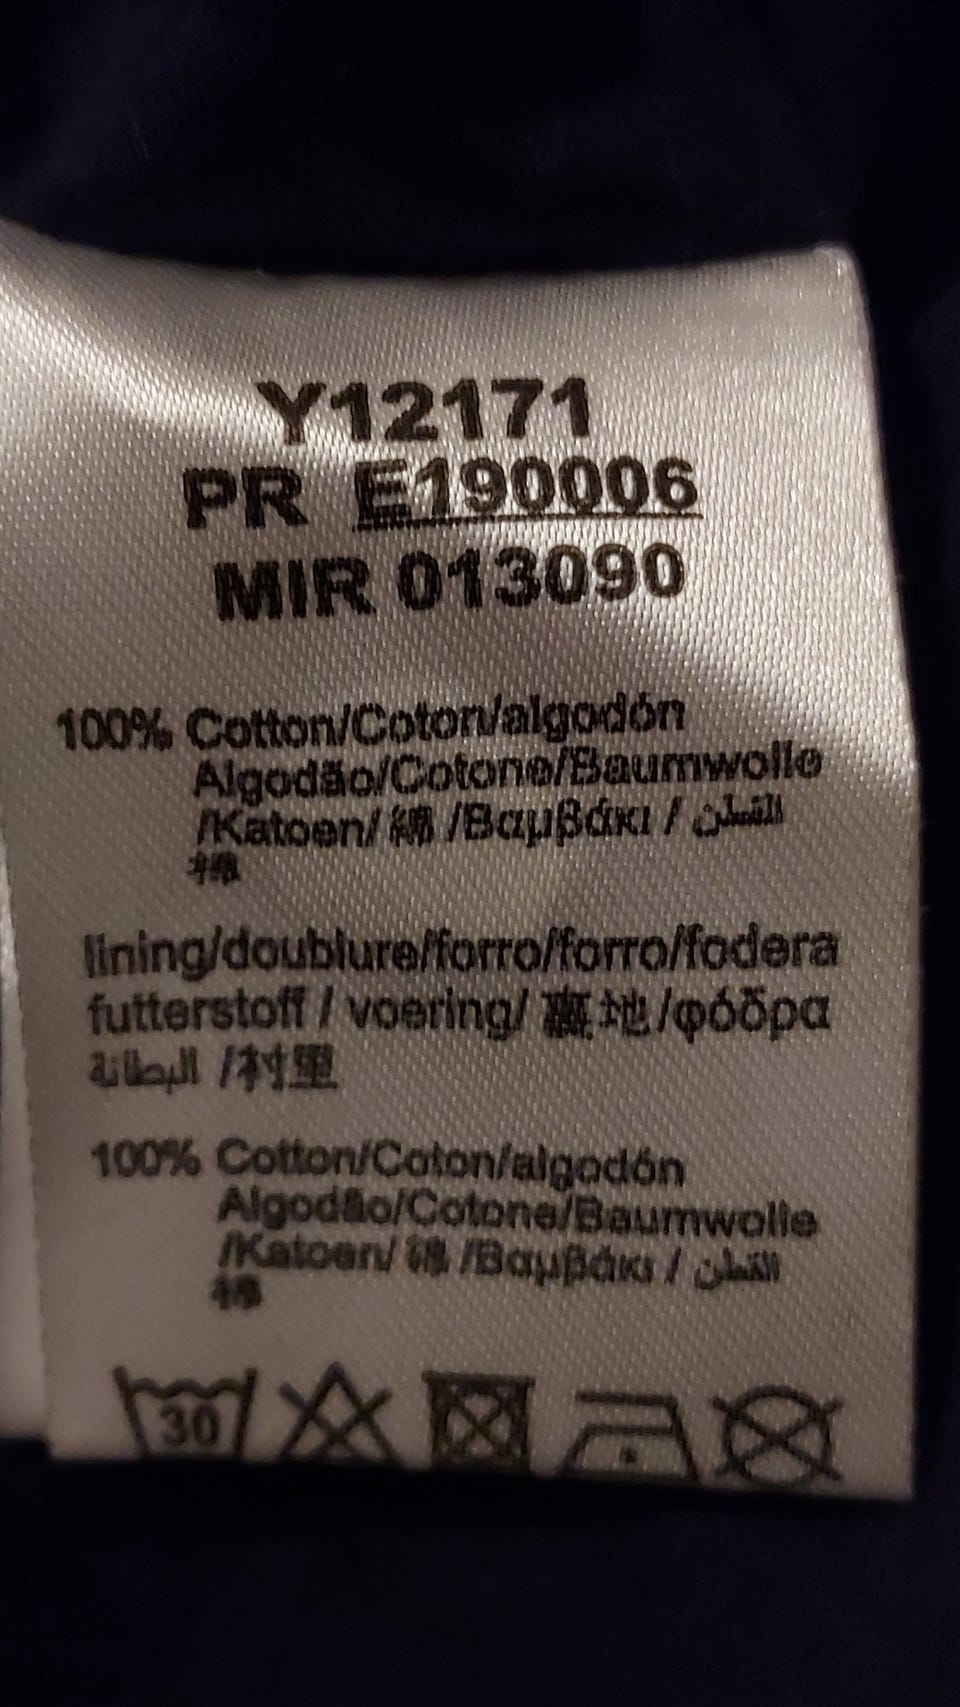 Y12171
PR E190006
MIR 013090
100% Cotton/Coton/algodón
Algodão/Cotone/Baumwolle
/Katoen/ 綿 /Βαμβάκι / القطن
棉
lining/doublure/forro/forro/fodera
futterstoff / voering/ 裏地/φόδρα
البطانة /衬里
100% Cotton/Coton/algodón
Algodão/Cotone/Baumwolle
/Katoen/ 綿 /Βαμβάκι / القطن
棉
30